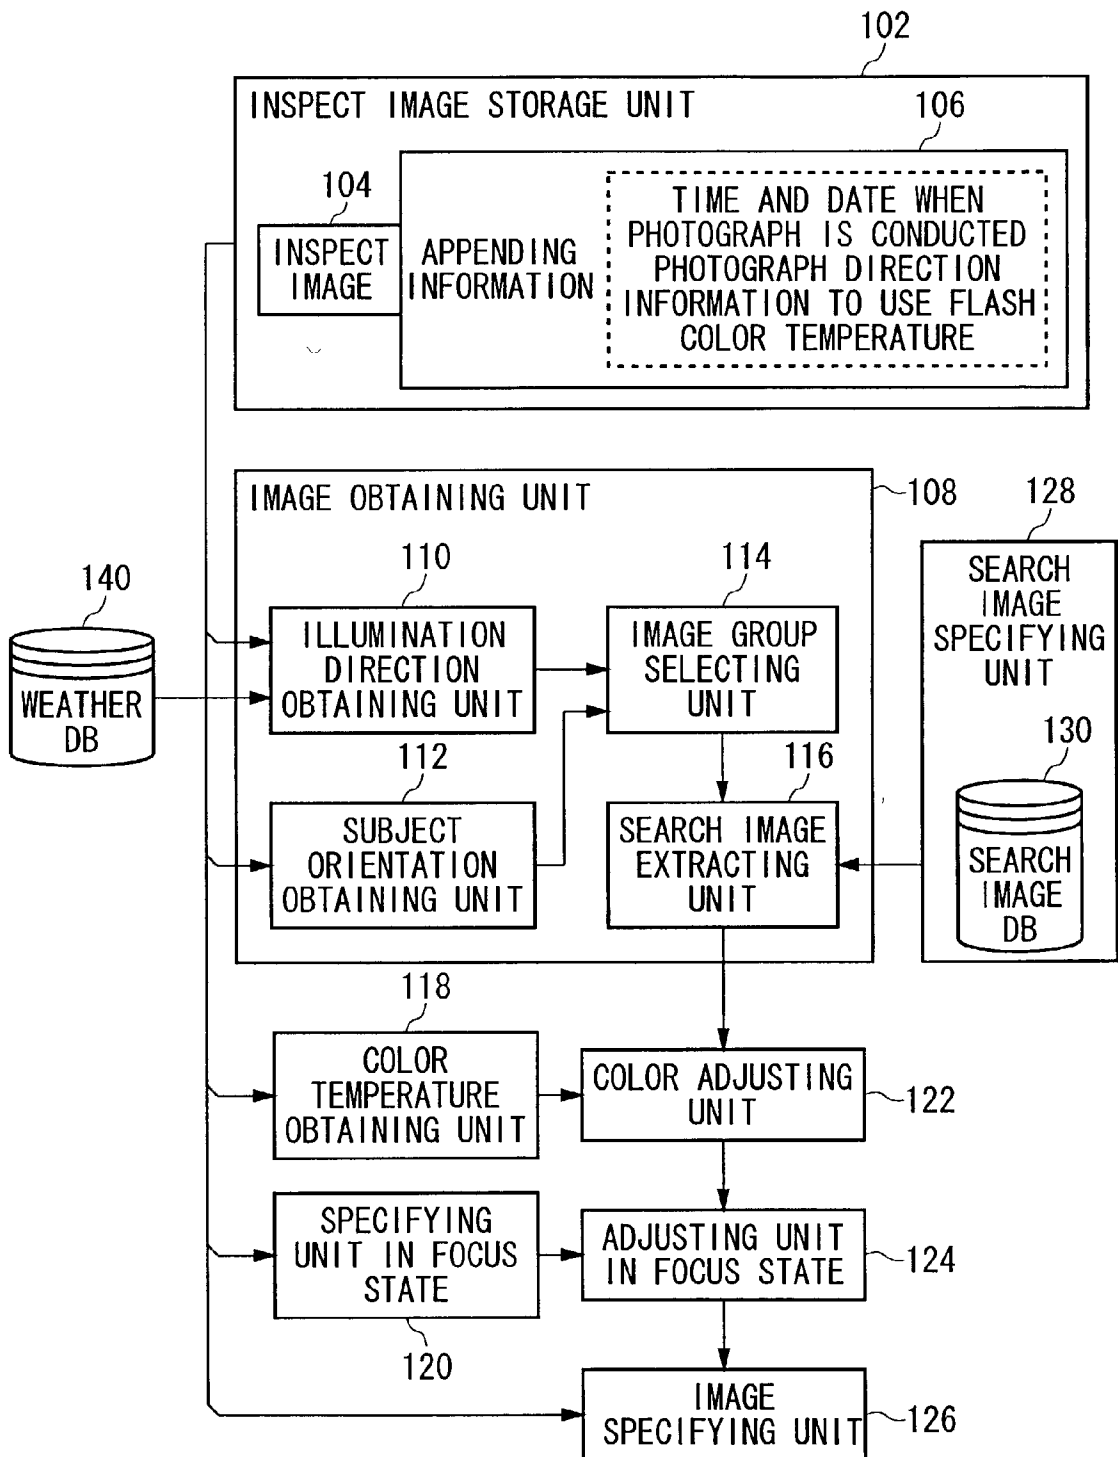 102
INSPECT IMAGE STORAGE UNIT
106
104
INSPECT
IMAGE
APPENDING
INFORMATION
TIME AND DATE WHEN
PHOTOGRAPH IS CONDUCTED
PHOTOGRAPH DIRECTION
INFORMATION TO USE FLASH
COLOR TEMPERATURE
IMAGE OBTAINING UNIT
108
110
ILLUMINATION
DIRECTION
OBTAINING UNIT
114
IMAGE GROUP
SELECTING
UNIT
128
SEARCH
IMAGE
SPECIFYING
UNIT
140
WEATHER
DB
112
SUBJECT
ORIENTATION
OBTAINING UNIT
116
SEARCH IMAGE
EXTRACTING
UNIT
130
SEARCH
IMAGE
DB
118
COLOR
TEMPERATURE
OBTAINING UNIT
COLOR ADJUSTING
UNIT
122
SPECIFYING
UNIT IN FOCUS
STATE
120
ADJUSTING UNIT
IN FOCUS STATE
124
IMAGE
SPECIFYING UNIT
126